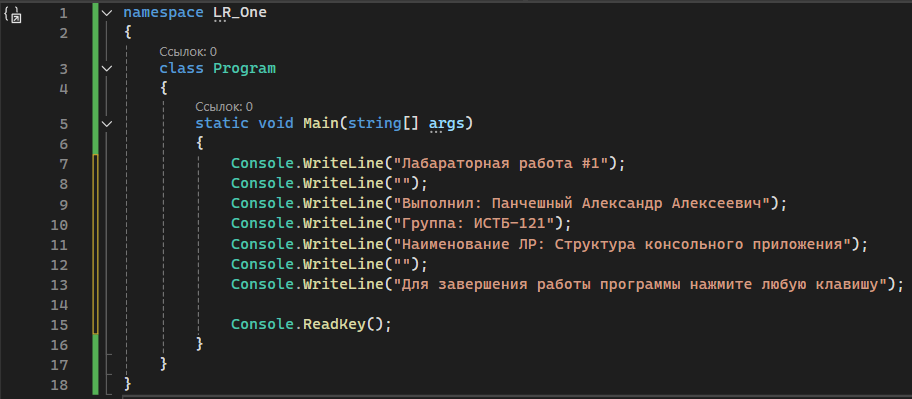 1 namespace LR_One
2 {
Ссылок: 0
3 class Program
4 {
Ссылок: 0
5 static void Main(string[] args)
6 {
7 Console.WriteLine("Лабараторная работа #1");
8 Console.WriteLine("");
9 Console.WriteLine("Выполнил: Панчешный Александр Алексеевич");
10 Console.WriteLine("Группа: ИСТБ-121");
11 Console.WriteLine("Наименование ЛР: Структура консольного приложения");
12 Console.WriteLine("");
13 Console.WriteLine("Для завершения работы программы нажмите любую клавишу");
14
15 Console.ReadKey();
16 }
17 }
18 }